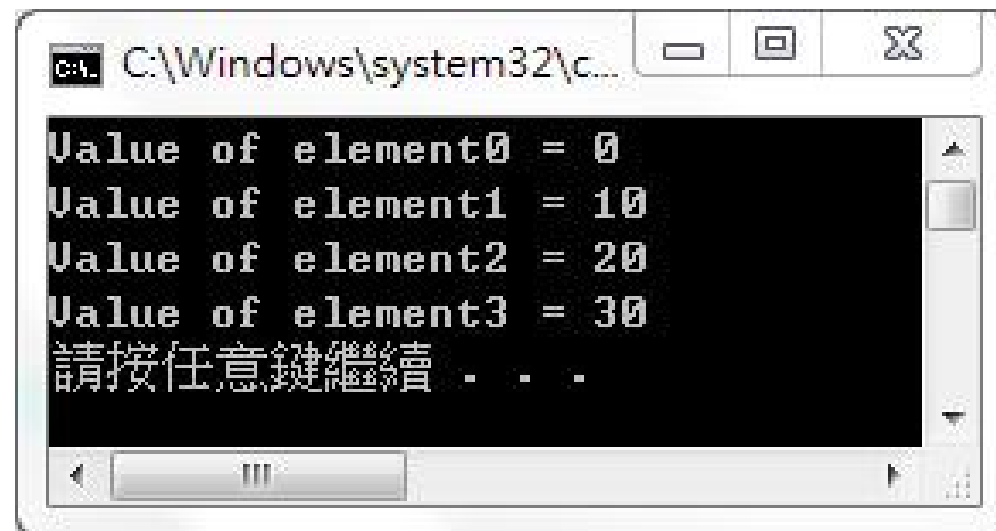 C:\Windows\system32\c...
Value of element0 = 0
Value of element1 = 10
Value of element2 = 20
Value of element3 = 30
請按任意鍵繼續 . . .